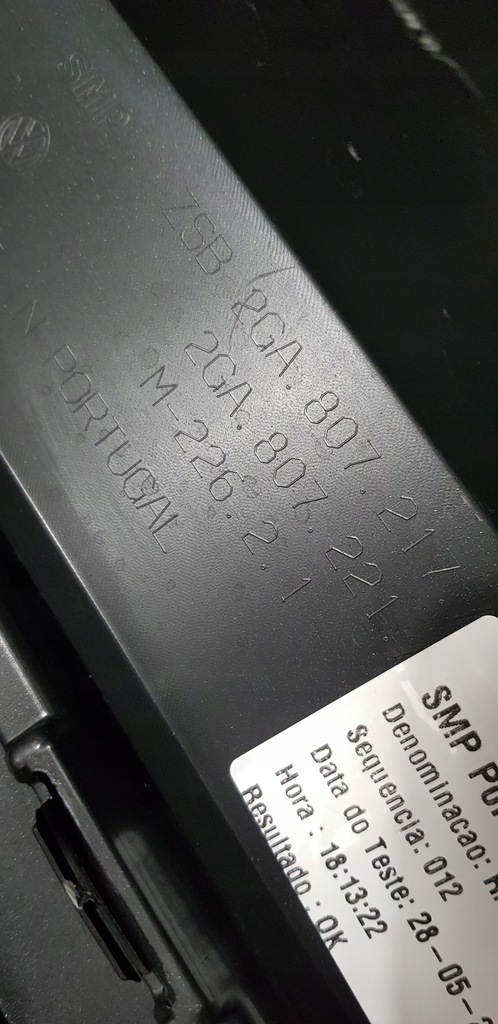 SMP
ZSB 2GA. 807. 217
2GA. 807. 221
M-226. 2. 1
N PORTUGAL
SMP
Denominacao:
Sequencia: 012
Data do Teste: 28-05-2
Hora : 18:13:22
Resultado : OK